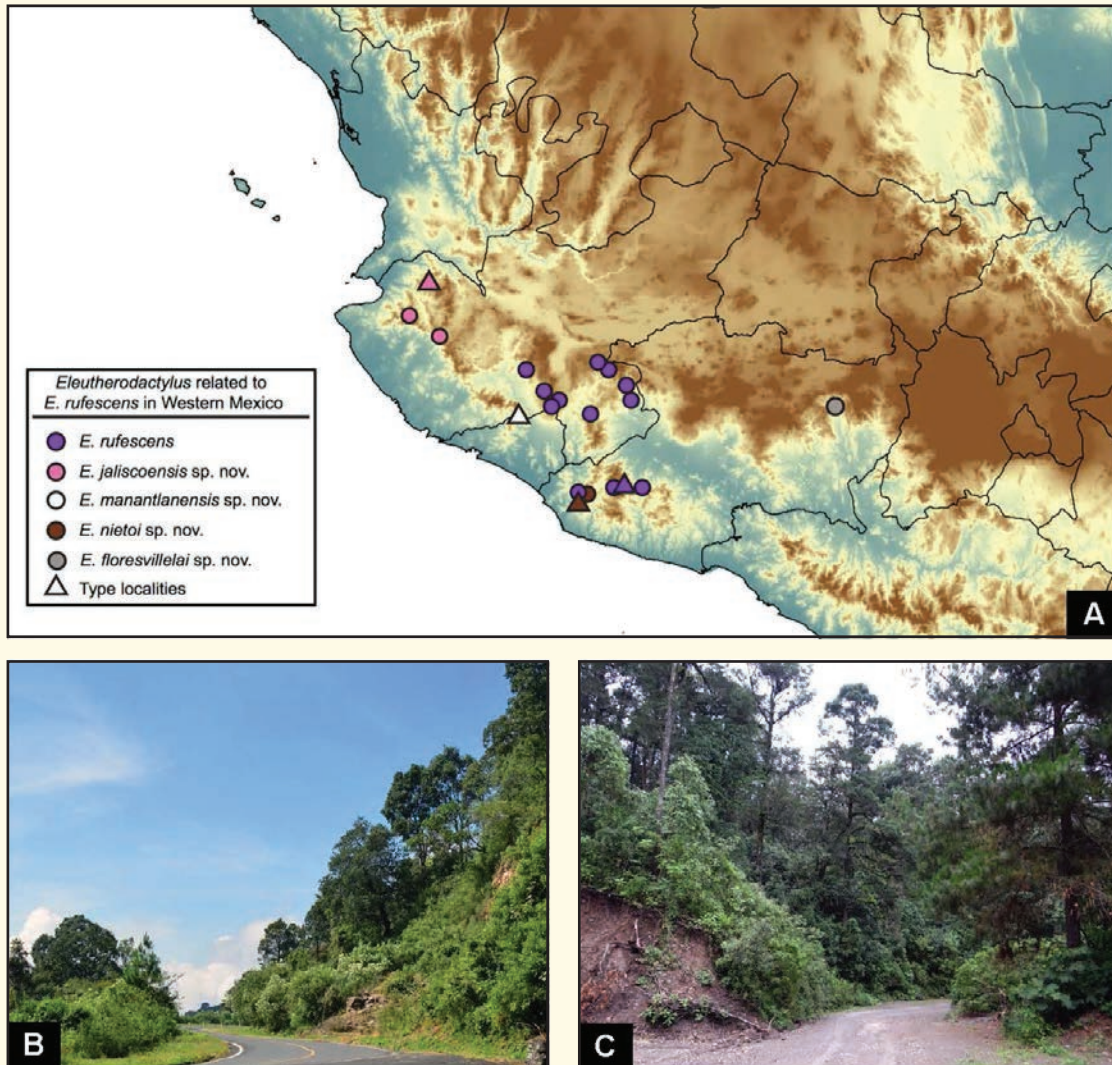 Eleutherodactylus related to
E. rufescens in Western Mexico
E. rufescens
E. jaliscoensis sp. nov.
E. manantlanensis sp. nov.
E. nietoi sp. nov.
E. floresvillelai sp. nov.
Type localities
A
B
C